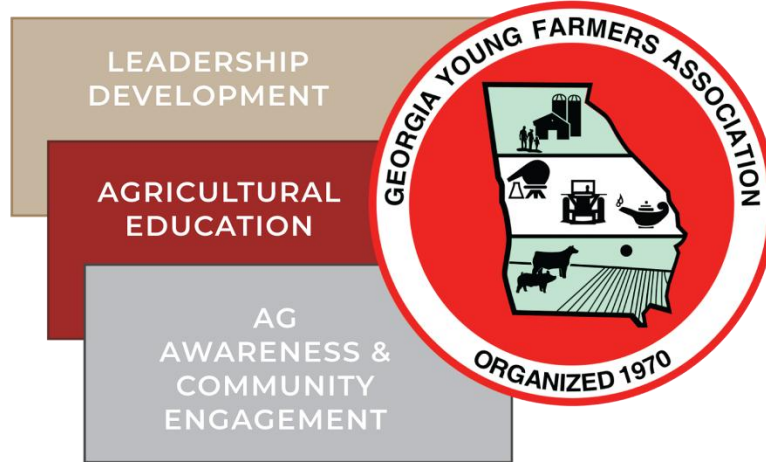 LEADERSHIP
DEVELOPMENT
AGRICULTURAL
EDUCATION
AG
AWARENESS &
COMMUNITY
ENGAGEMENT
GEORGIA YOUNG FARMERS ASSOCIATION
ORGANIZED 1970